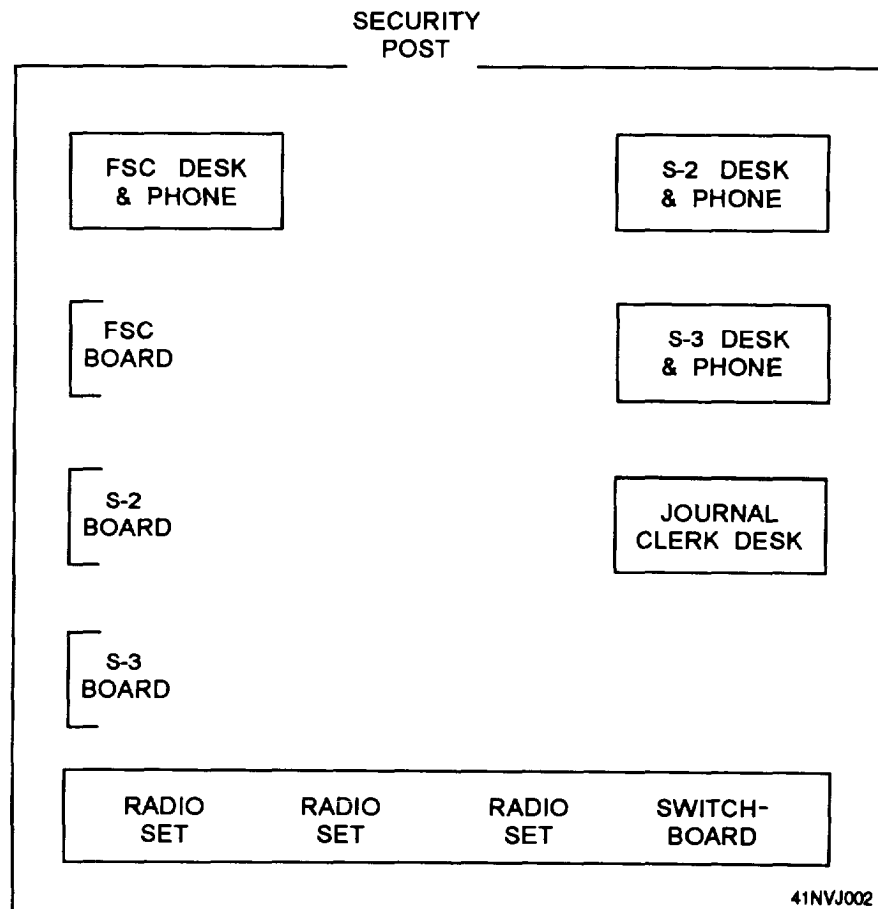 SECURITY
POST
FSC DESK
& PHONE
S-2 DESK
& PHONE
FSC
BOARD
S-3 DESK
& PHONE
S-2
BOARD
JOURNAL
CLERK DESK
S-3
BOARD
RADIO
SET
RADIO
SET
RADIO
SET
SWITCH-
BOARD
41NVJ002